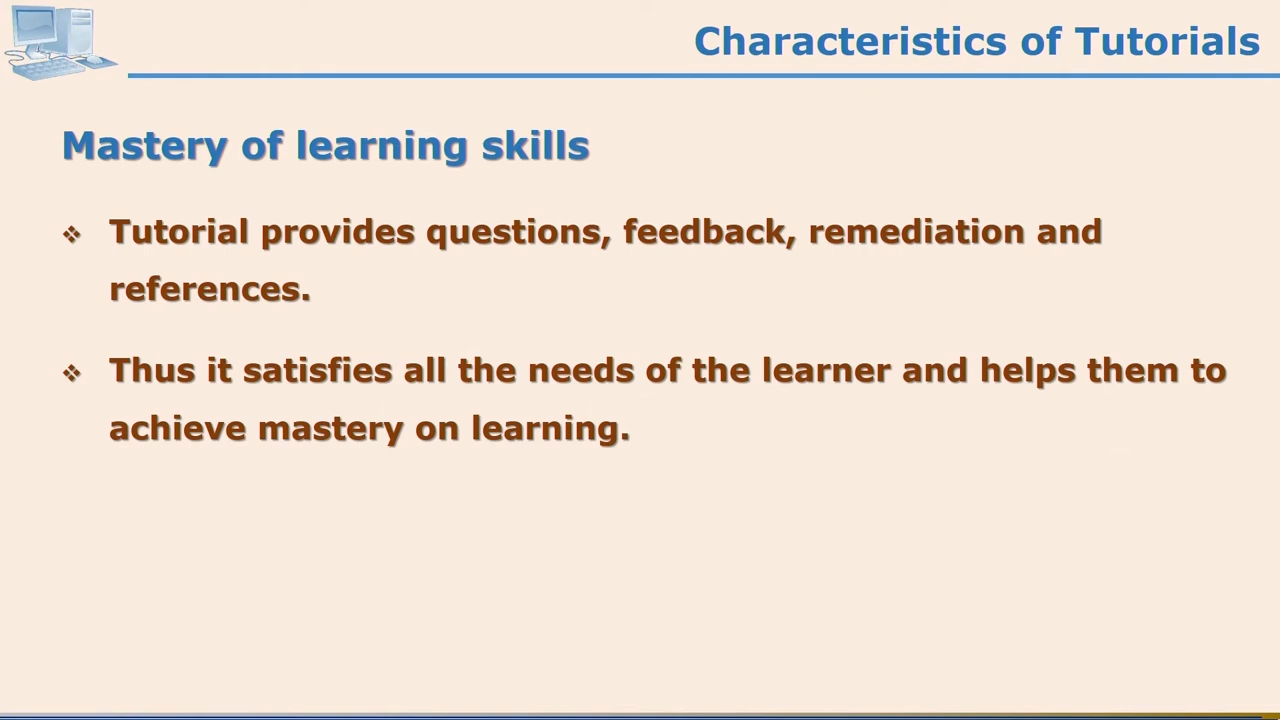 Characteristics of Tutorials
Mastery of learning skills
❖ Tutorial provides questions, feedback, remediation and
references.
❖ Thus it satisfies all the needs of the learner and helps them to
achieve mastery on learning.